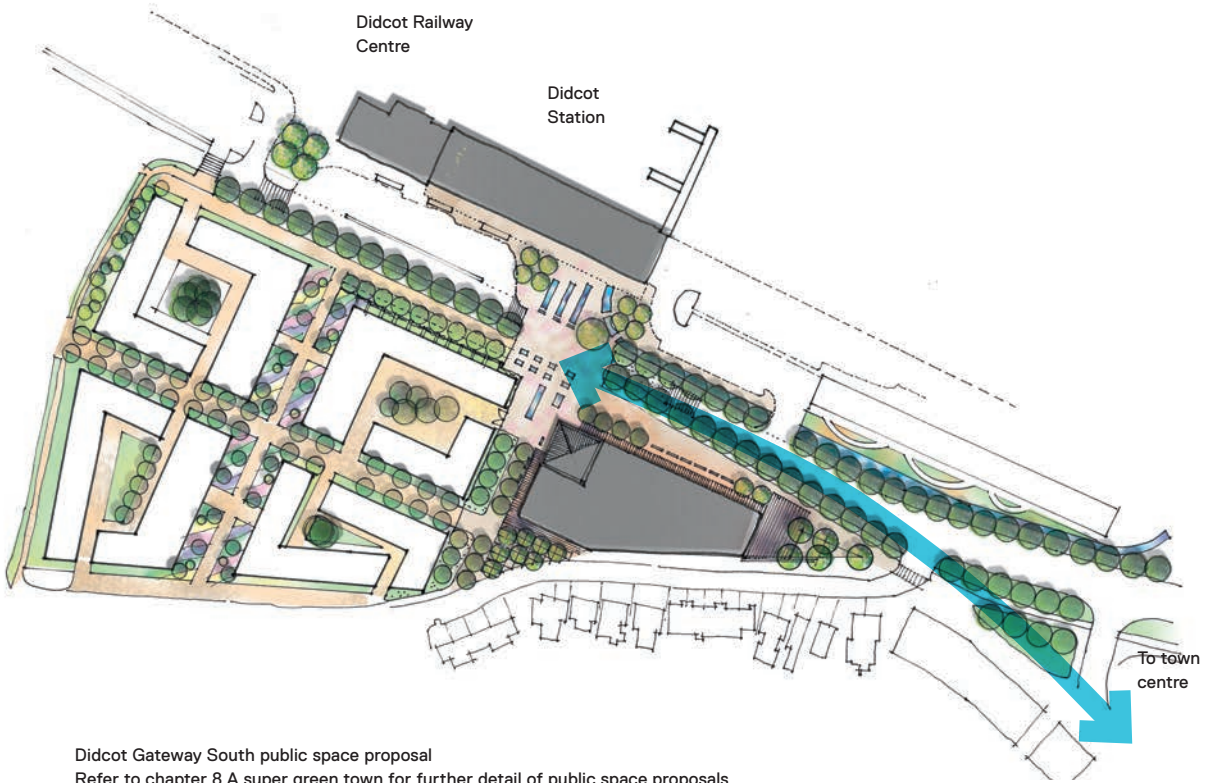 Didcot Railway
Centre
Didcot
Station
To town
centre
Didcot Gateway South public space proposal
Refer to chapter 8 A super green town for further detail of public space proposals